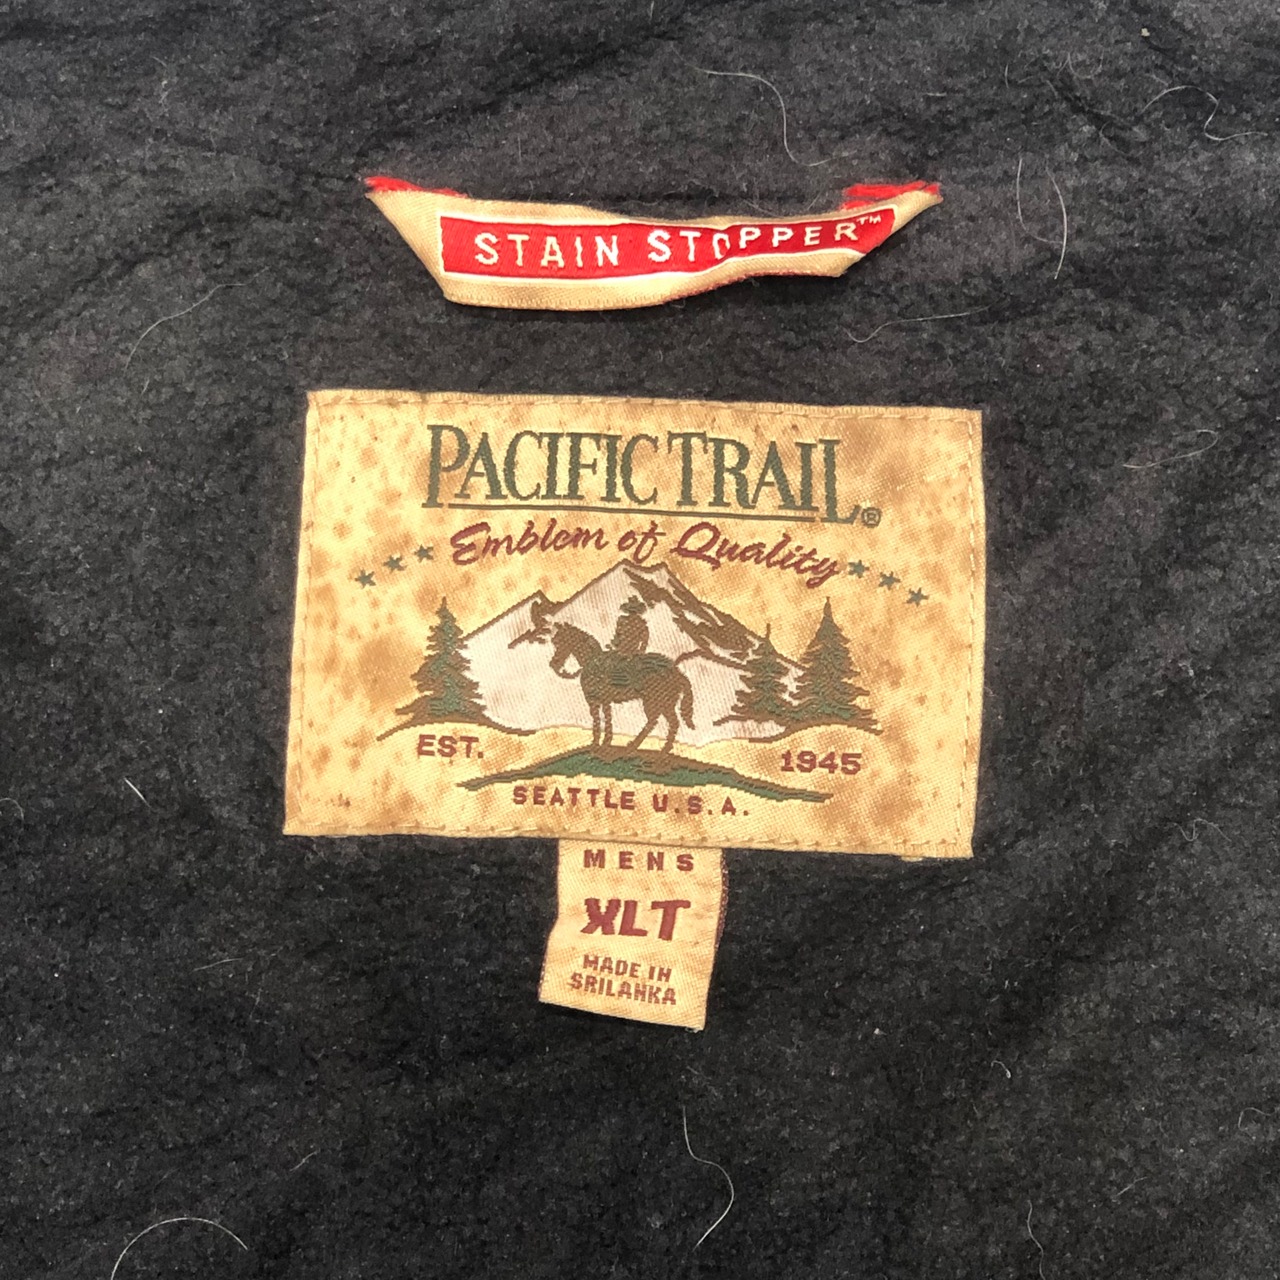 STAIN STOPPER™
PACIFIC TRAIL®
Emblem of Quality
EST. 1945
SEATTLE U.S.A.
MENS
XLT
MADE IN
SRILANKA